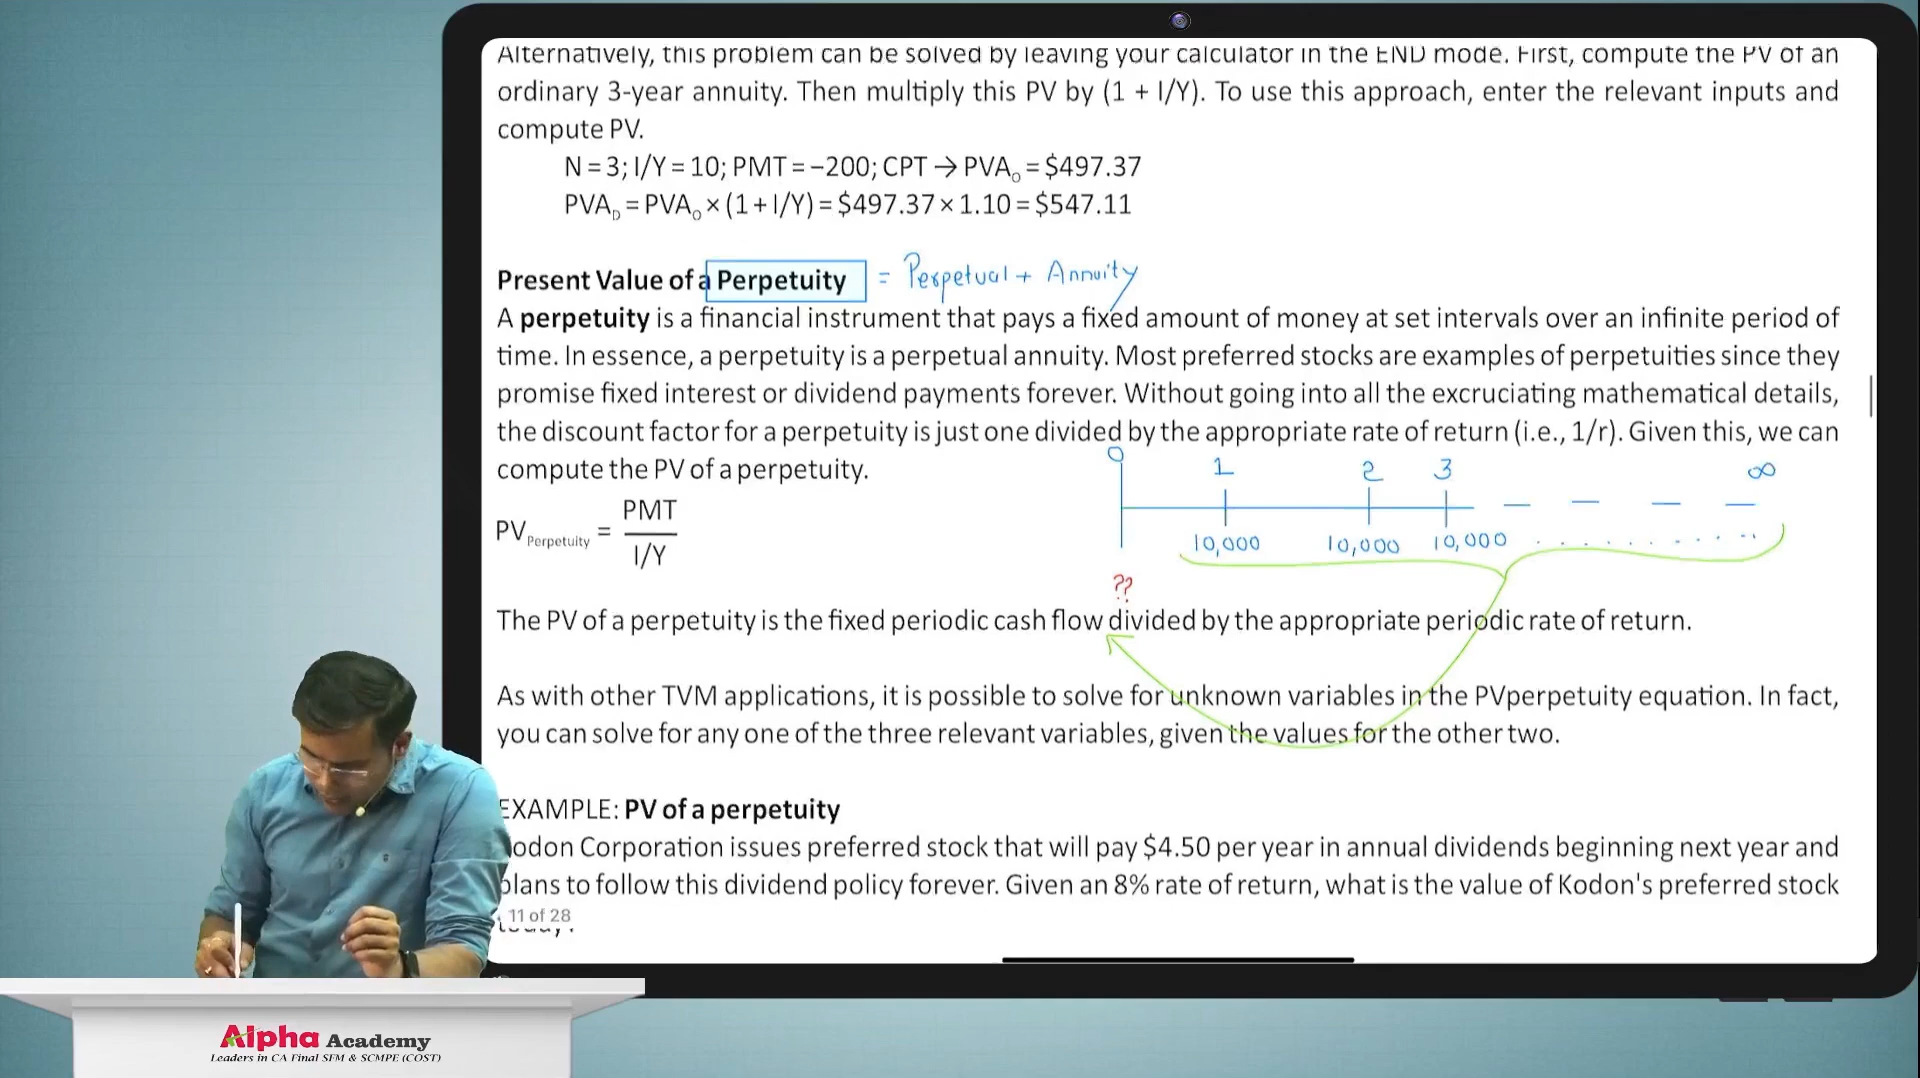 Alternatively, this problem can be solved by leaving your calculator in the END mode. First, compute the PV of an
ordinary 3-year annuity. Then multiply this PV by (1 + I/Y). To use this approach, enter the relevant inputs and
compute PV.
N = 3; I/Y = 10; PMT = –200; CPT → PVAO = $497.37
PVAD = PVAO × (1 + I/Y) = $497.37 × 1.10 = $547.11
Present Value of a Perpetuity = Perpetual + Annuity
A perpetuity is a financial instrument that pays a fixed amount of money at set intervals over an infinite period of
time. In essence, a perpetuity is a perpetual annuity. Most preferred stocks are examples of perpetuities since they
promise fixed interest or dividend payments forever. Without going into all the excruciating mathematical details,
the discount factor for a perpetuity is just one divided by the appropriate rate of return (i.e., 1/r). Given this, we can
compute the PV of a perpetuity.
0 1 2 3 ∞
PVPerpetuity = PMT
I/Y
10,000 10,000 10,000 . . . . . . . . . .
??
The PV of a perpetuity is the fixed periodic cash flow divided by the appropriate periodic rate of return.
As with other TVM applications, it is possible to solve for unknown variables in the PVperpetuity equation. In fact,
you can solve for any one of the three relevant variables, given the values for the other two.
EXAMPLE: PV of a perpetuity
odon Corporation issues preferred stock that will pay $4.50 per year in annual dividends beginning next year and
plans to follow this dividend policy forever. Given an 8% rate of return, what is the value of Kodon's preferred stock
11 of 28
Alpha Academy
Leaders in CA Final SFM & SCMPE (COST)